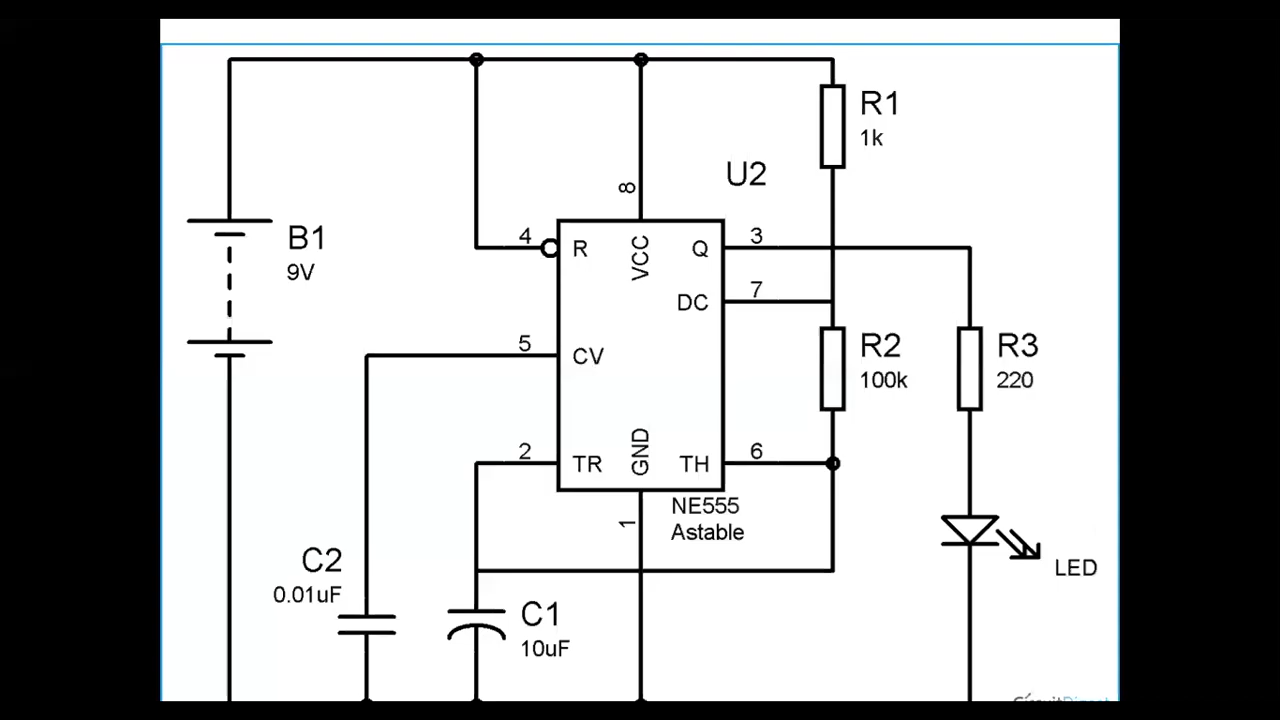 R1
1k
U2
8
4
R
VCC
Q
3
B1
9V
DC
7
5
CV
R2
100k
R3
220
2
TR
GND
TH
6
1
NE555
Astable
C2
0.01uF
LED
C1
10uF